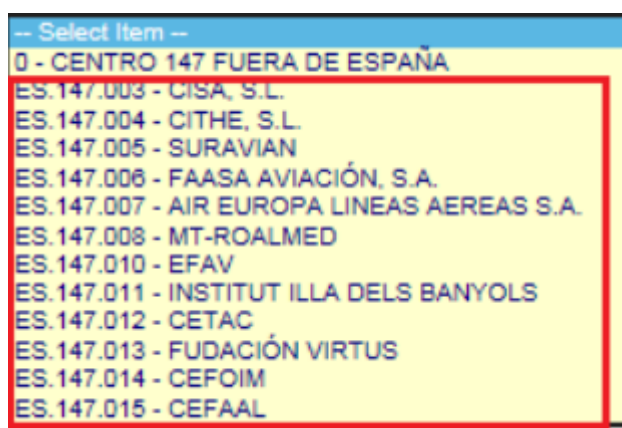 -- Select Item --
0 - CENTRO 147 FUERA DE ESPAÑA
ES.147.003 - CISA, S.L.
ES.147.004 - CITHE, S.L.
ES.147.005 - SURAVIAN
ES.147.006 - FAASA AVIACIÓN, S.A.
ES.147.007 - AIR EUROPA LINEAS AEREAS S.A.
ES.147.008 - MT-ROALMED
ES.147.010 - EFAV
ES.147.011 - INSTITUT ILLA DELS BANYOLS
ES.147.012 - CETAC
ES.147.013 - FUDACIÓN VIRTUS
ES.147.014 - CEFOIM
ES.147.015 - CEFAAL